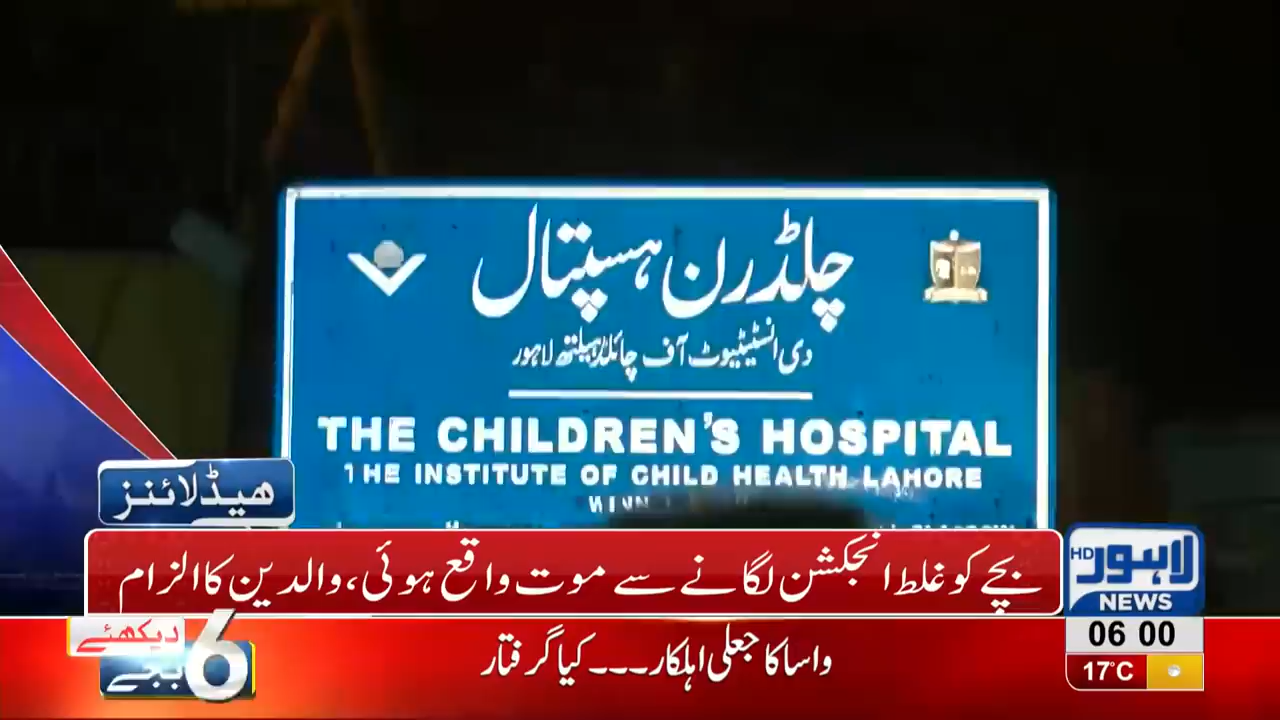 چلڈرن ہسپتال
دی انسٹیٹیوٹ آف چائلڈ ہیلتھ لاہور
THE CHILDREN'S HOSPITAL
THE INSTITUTE OF CHILD HEALTH LAHORE
ہیڈلائنز
بچے کو غلط انجکشن لگانے سے موت واقع ہوئی، والدین کا الزام
لاہور HD
NEWS
06 00
17°C
دیکھئے
6
بجے
واسا کا جعلی اہلکار ۔۔۔ کیا گرفتار